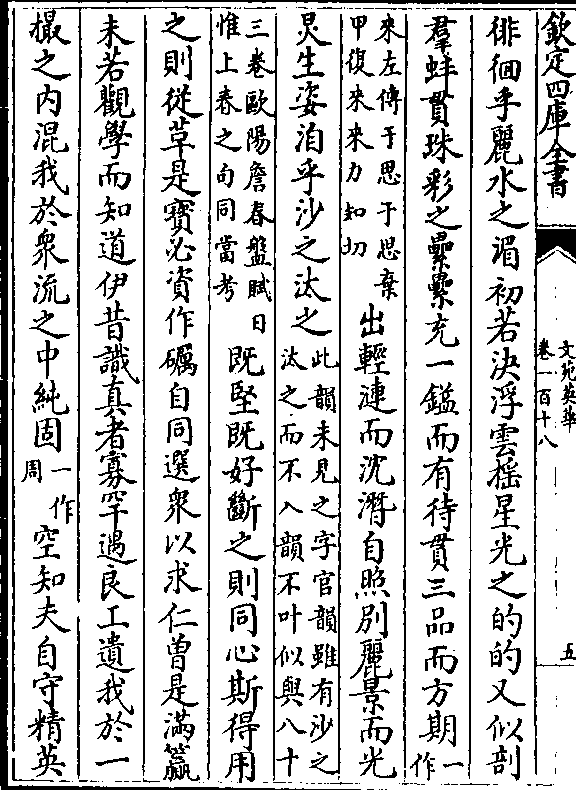 欽定四庫全書
文苑英華
卷一百十八
五
徘徊乎麗水之湄初若決浮雲揺星光之的的又似剖
羣蚌貫珠彩之纍纍充一鎰而有待貫三品而方期一作
來左傳于思于思棄
甲復來來力知切
出輕漣而沈潛自照別麗景而光
炅生姿洎乎沙之汰之
此韻未見之字官韻雖有沙之
汰之而不入韻不叶似與八十
三卷歐陽詹春盤賦曰
惟上春之句同當考
既堅既好斷之則同心斯得用
之則從革是寳必資作礪自同選衆以求仁曾是滿籯
未若觀學而知道伊昔識真者寡罕遇良工遺我於一
撮之内混我於衆流之中純固
一作
周
空知夫自守精英